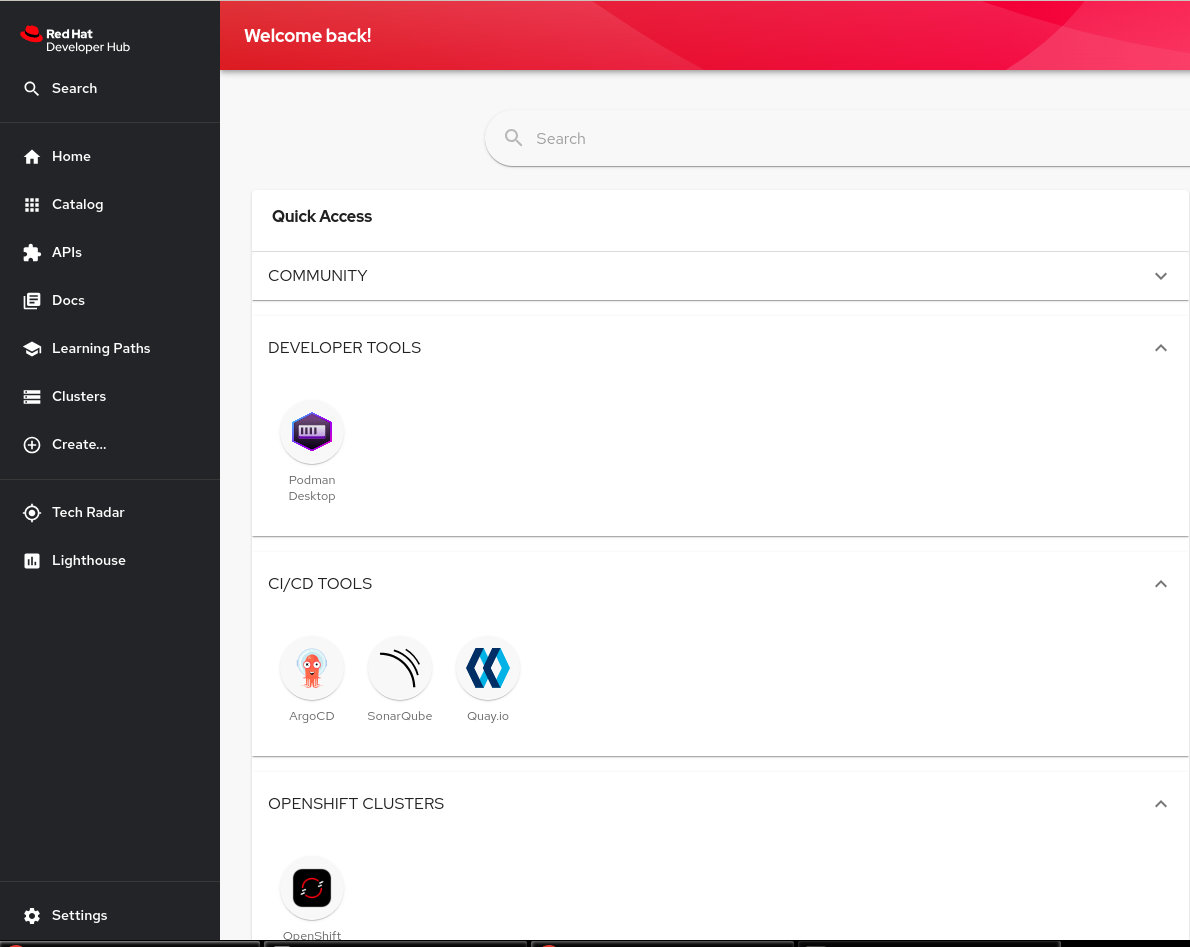 Red Hat
Developer Hub
Search
Home
Catalog
APIs
Docs
Learning Paths
Clusters
Create...
Tech Radar
Lighthouse
Settings
Welcome back!
Search
Quick Access
COMMUNITY
DEVELOPER TOOLS
Podman
Desktop
CI/CD TOOLS
ArgoCD
SonarQube
Quay.io
OPENSHIFT CLUSTERS
OpenShift